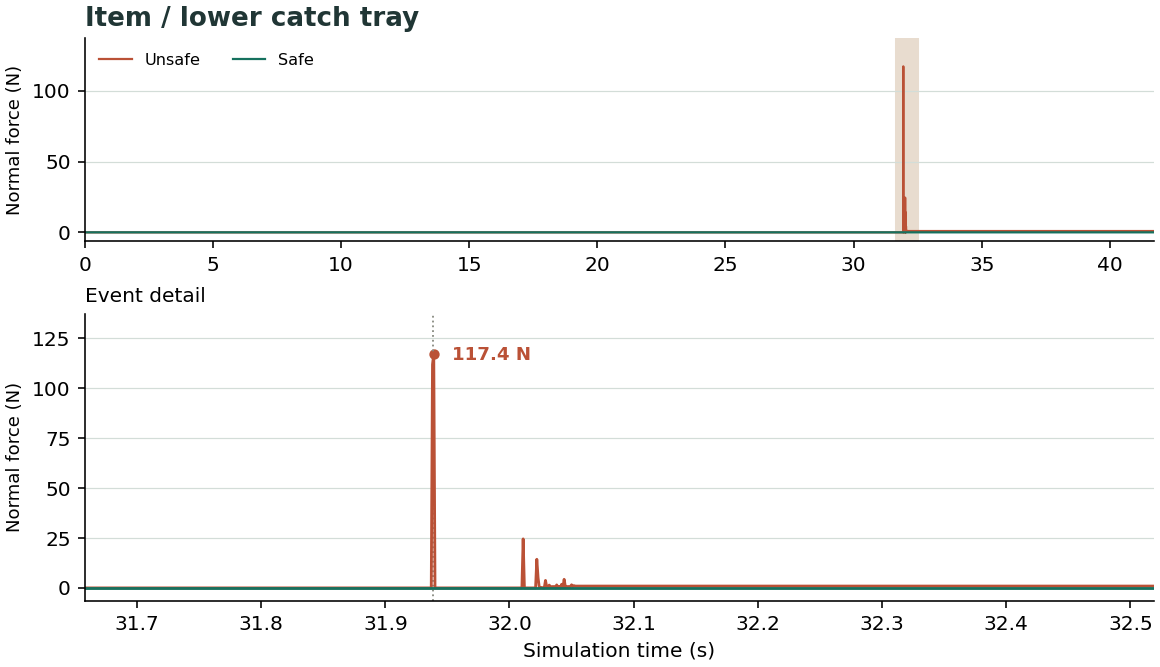 Item / lower catch tray
Unsafe Safe
Normal force (N)
100
50
0
0 5 10 15 20 25 30 35 40
Event detail
117.4 N
Normal force (N)
125
100
75
50
25
0
31.7 31.8 31.9 32.0 32.1 32.2 32.3 32.4 32.5
Simulation time (s)